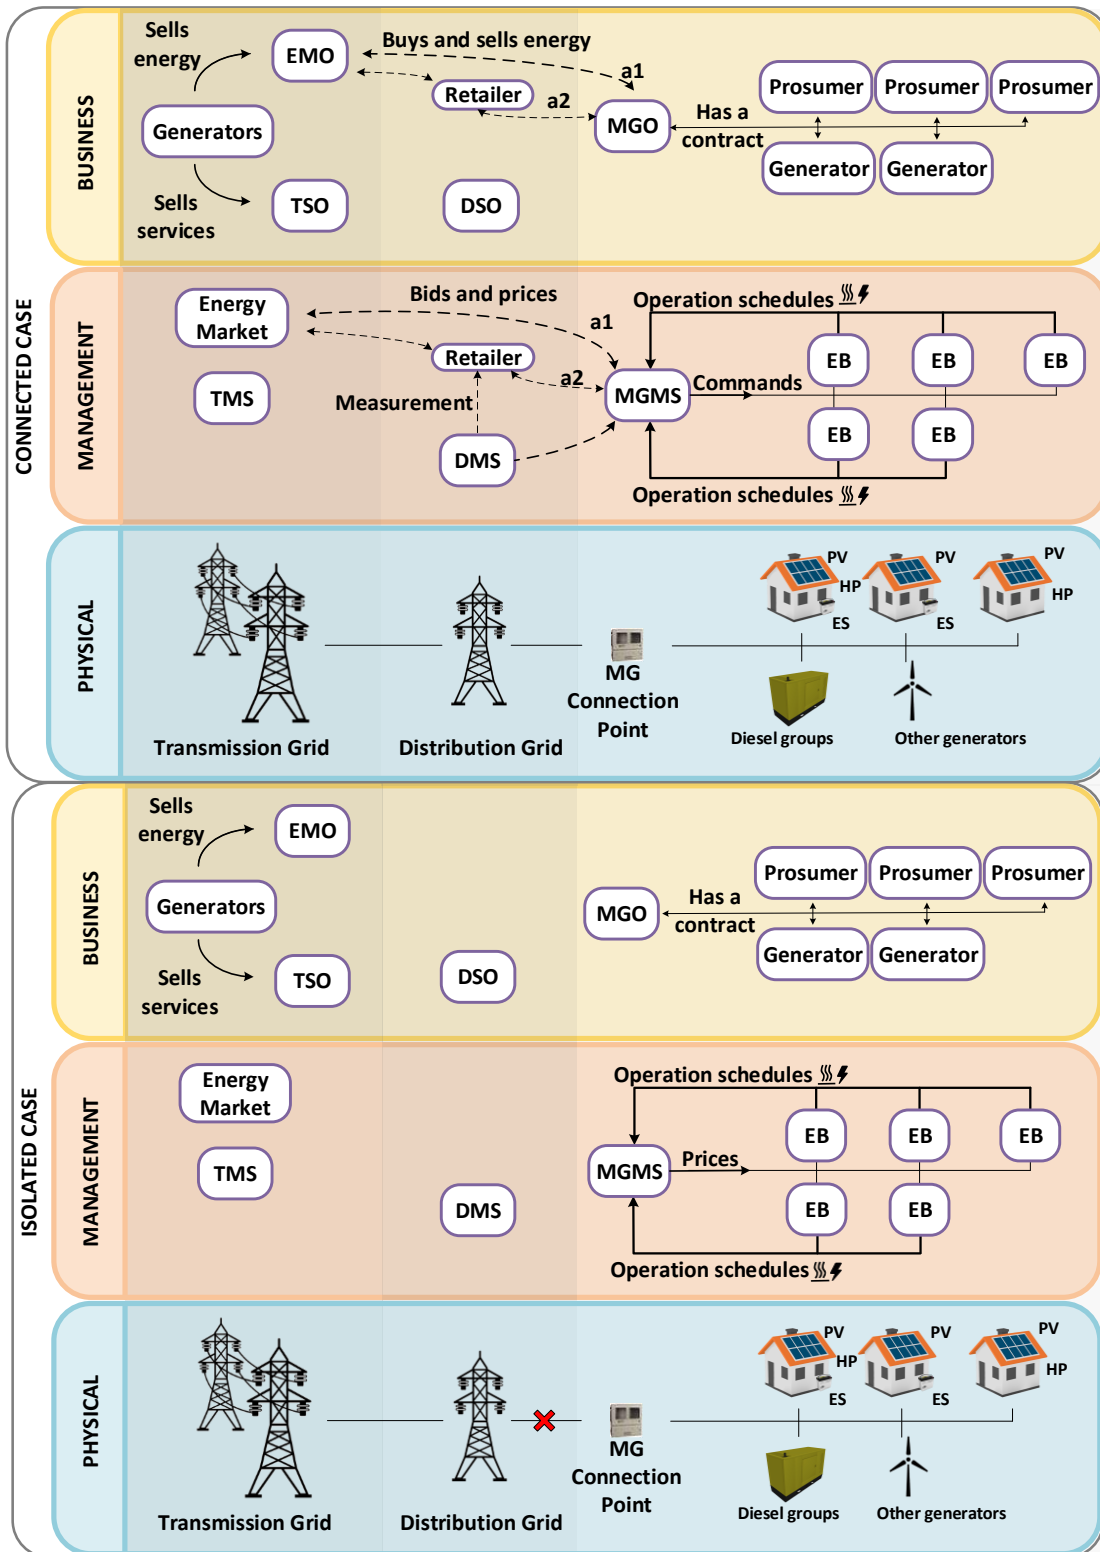 CONNECTED CASE
BUSINESS
Sells
energy
EMO
Buys and sells energy
a1
Retailer
a2
Generators
MGO
Has a
contract
Prosumer
Prosumer
Prosumer
Generator
Generator
Sells
services
TSO
DSO
MANAGEMENT
Energy
Market
Bids and prices
a1
Retailer
a2
TMS
Measurement
DMS
MGMS
Commands
Operation schedules
EB
EB
EB
EB
EB
Operation schedules
PHYSICAL
Transmission Grid
Distribution Grid
MG
Connection
Point
PV
HP
ES
PV
ES
PV
HP
Diesel groups
Other generators
ISOLATED CASE
BUSINESS
Sells
energy
EMO
Generators
MGO
Has a
contract
Prosumer
Prosumer
Prosumer
Generator
Generator
Sells
services
TSO
DSO
MANAGEMENT
Energy
Market
TMS
DMS
MGMS
Prices
Operation schedules
EB
EB
EB
EB
EB
Operation schedules
PHYSICAL
Transmission Grid
Distribution Grid
MG
Connection
Point
PV
HP
ES
PV
ES
PV
HP
Diesel groups
Other generators